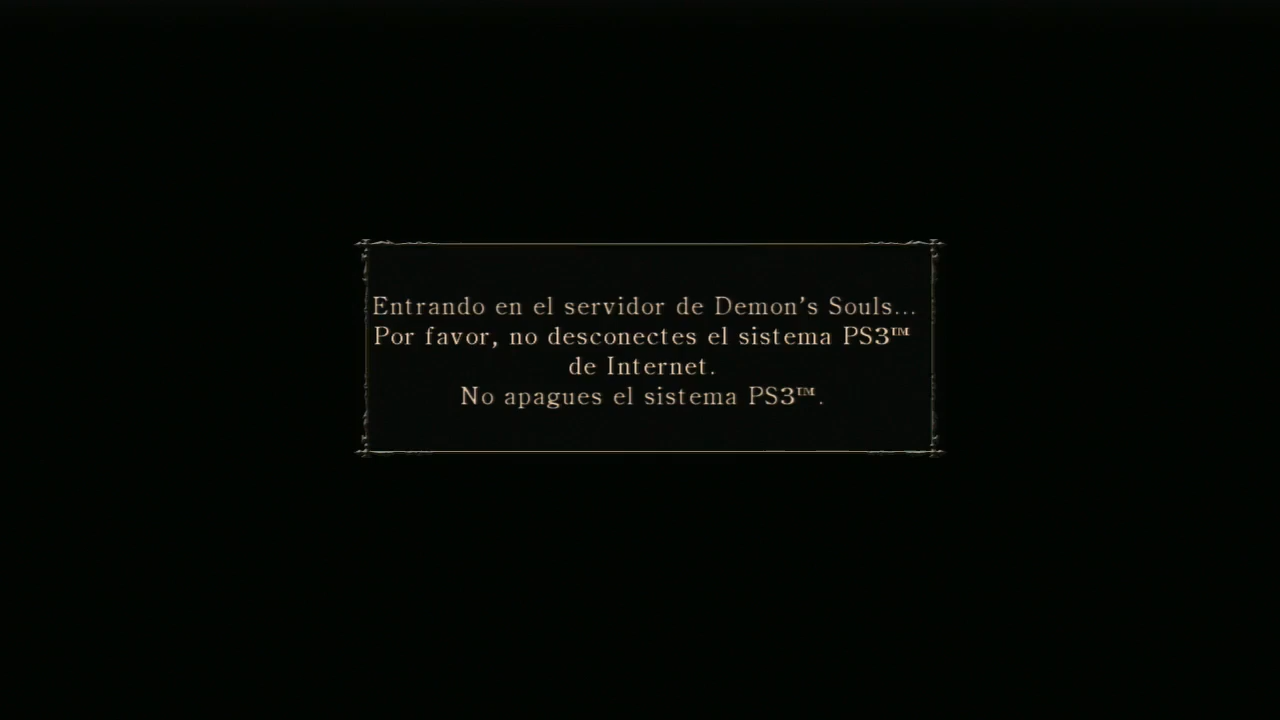 Entrando en el servidor de Demon's Souls...
Por favor, no desconectes el sistema PS3™
de Internet.
No apagues el sistema PS3™.